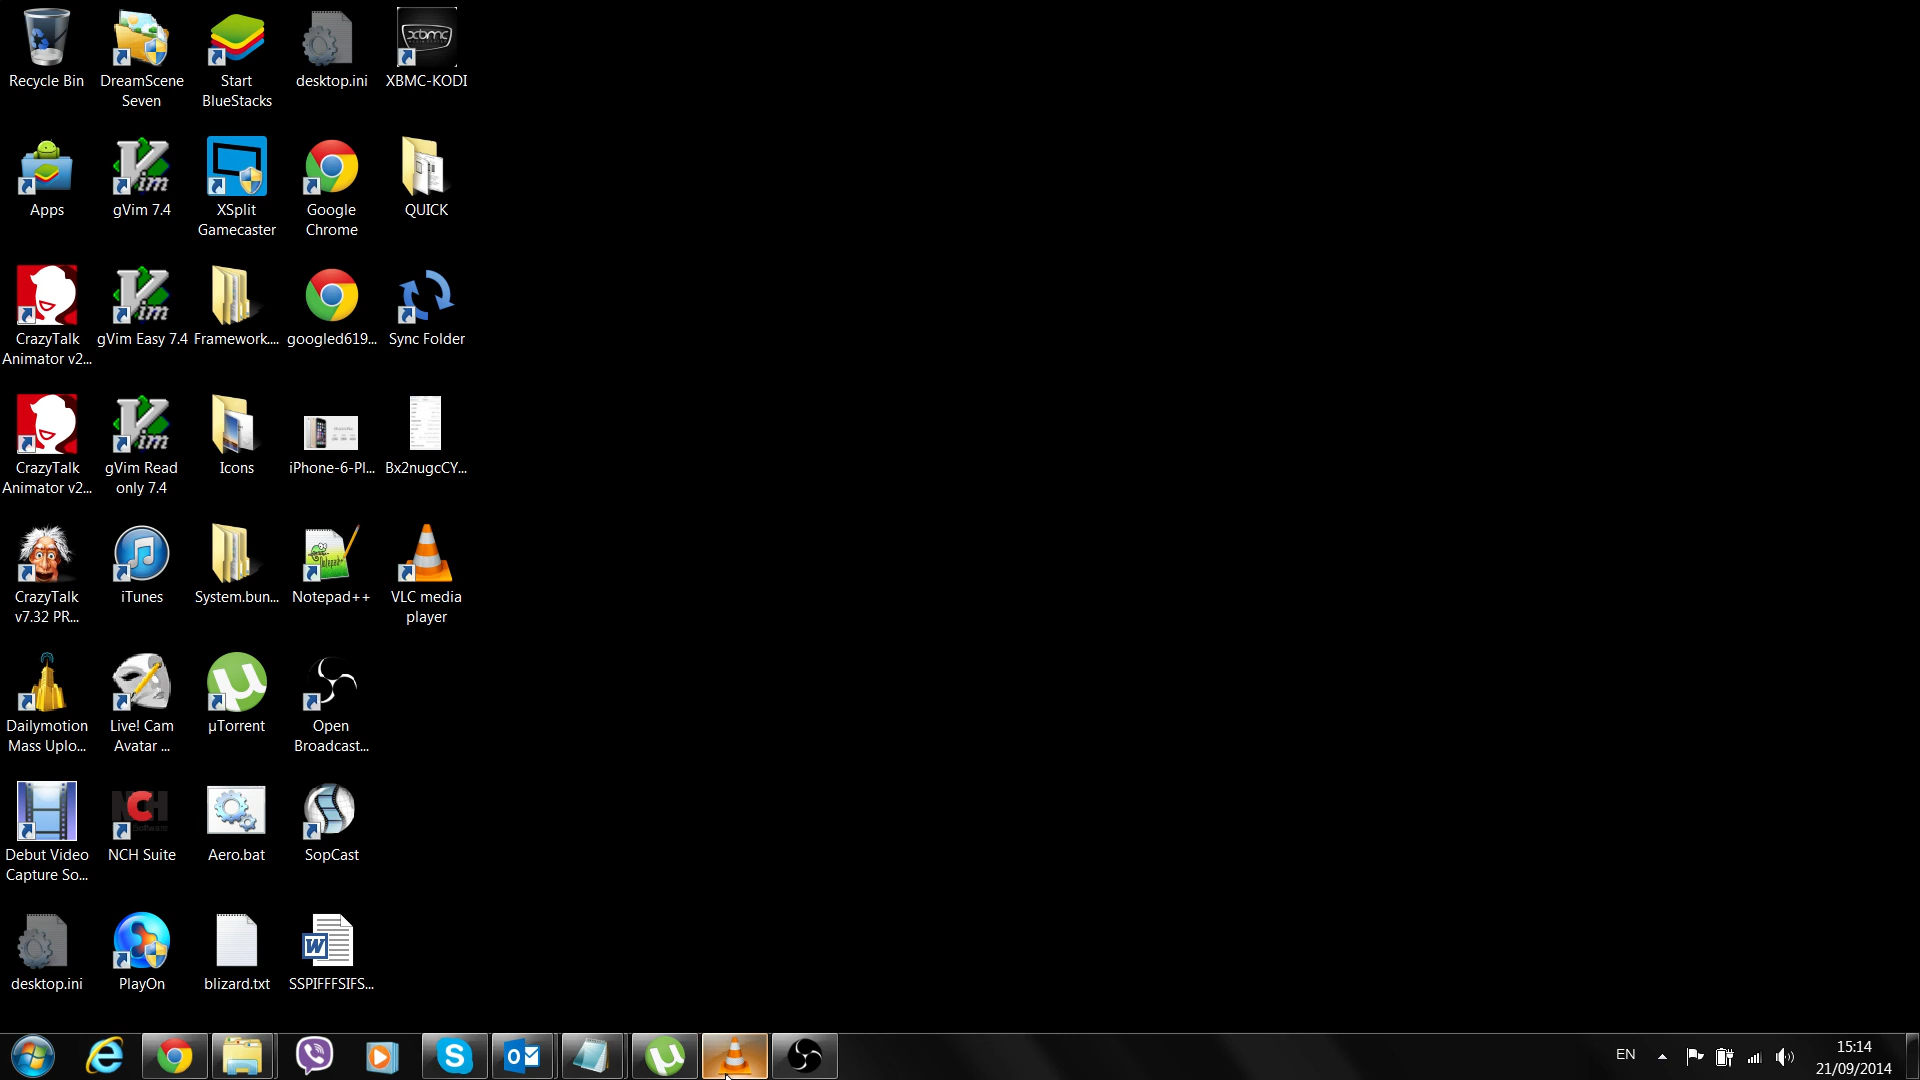 Recycle Bin
DreamScene
Seven
Start
BlueStacks
desktop.ini
xbmc
XBMC-KODI
Apps
gVim 7.4
XSplit
Gamecaster
Google
Chrome
QUICK
CrazyTalk
Animator v2...
gVim Easy 7.4
Framework....
googled619...
Sync Folder
CrazyTalk
Animator v2...
gVim Read
only 7.4
Icons
iPhone-6-Pl...
Bx2nugcCY...
CrazyTalk
v7.32 PR...
iTunes
System.bun...
Notepad++
VLC media
player
Dailymotion
Mass Uplo...
Live! Cam
Avatar ...
µTorrent
Open
Broadcast...
Debut Video
Capture So...
NCH
NCH Suite
Aero.bat
SopCast
desktop.ini
PlayOn
blizard.txt
W
SSPIFFFSIFS...
EN
15:14
21/09/2014